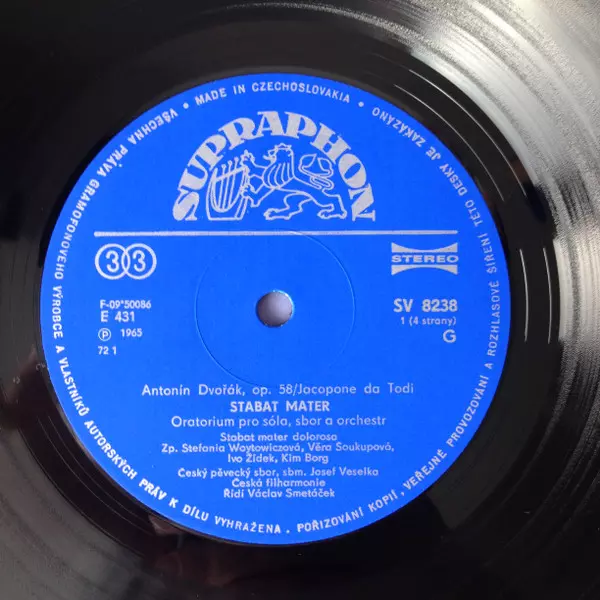 VŠECHNA PRÁVA GRAMOFONOVÉHO VÝROBCE A VLASTNÍKŮ AUTORSKÝCH PRÁV K DÍLU VYHRAŽENA. POŘIZOVÁNÍ KOPIÍ, VEŘEJNÉ PROVOZOVÁNÍ A ROZHLASOVÉ ŠÍŘENÍ TÉTO DESKY JE ZAKÁZÁNO • MADE IN CZECHOSLOVAKIA •
SUPRAPHON
33
STEREO
F-09*50086
E 431
Ⓟ 1965
72 1
SV 8238
1 (4 strany)
G
Antonín Dvořák, op. 58/Jacopone da Todi
STABAT MATER
Oratorium pro sóla, sbor a orchestr
Stabat mater dolorosa
Zp. Stefania Woytowiczová, Věra Soukupová,
Ivo Žídek, Kim Borg
Český pěvecký sbor, sbm. Josef Veselka
Česká filharmonie
Řídí Václav Smetáček